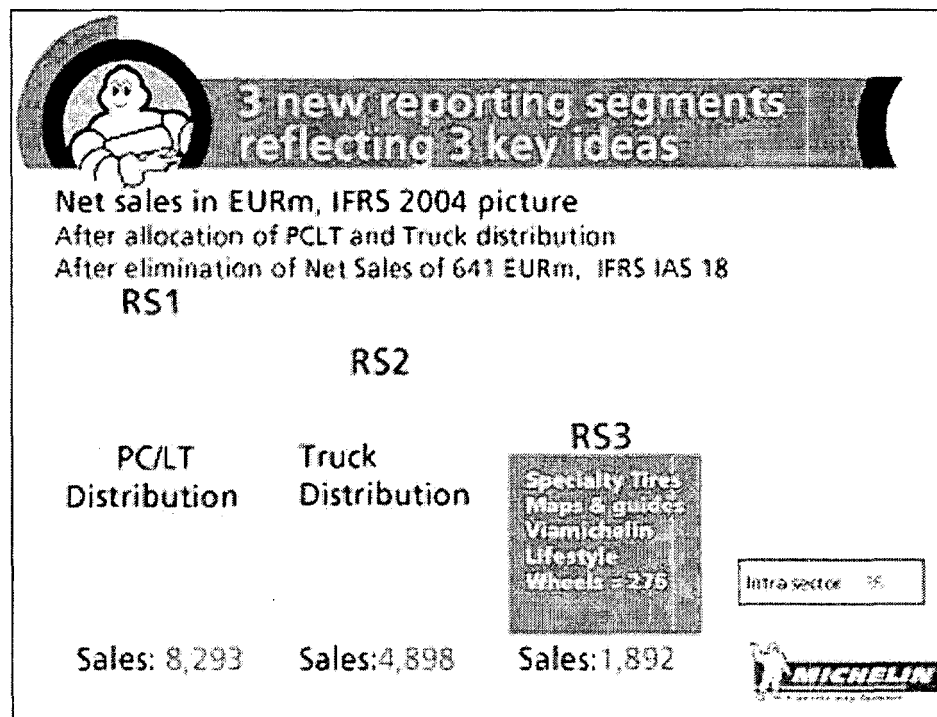 3 new reporting segments
reflecting 3 key ideas
Net sales in EURm, IFRS 2004 picture
After allocation of PCLT and Truck distribution
After elimination of Net Sales of 641 EURm, IFRS IAS 18
RS1
RS2
RS3
PC/LT
Distribution
Truck
Distribution
Specialty Tires
Maps & guides
Viamichelin
Lifestyle
Wheels = 276
Intra sector
Sales: 8,293
Sales:4,898
Sales:1,892
MICHELIN